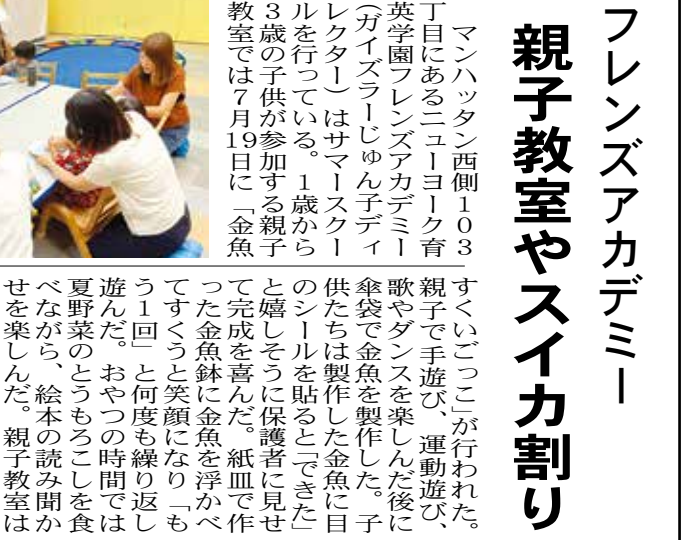 フレンズアカデミー
親子教室やスイカ割り
マンハッタン西側１０３
丁目にあるニューヨーク育
英学園フレンズアカデミー
（ガイズラーじゅん子ディ
レクター）はサマースクー
ルを行っている。１歳から
３歳の子供が参加する親子
教室では７月19日に「金魚
すくいごっこ」が行われた。
親子で手遊び、運動遊び、
歌やダンスを楽しんだ後に
傘袋で金魚を製作した。子
供たちは製作した金魚に目
のシールを貼ると「できた」
と嬉しそうに保護者に見せ
て完成を喜んだ。紙皿で作
った金魚鉢に金魚を浮かべ
てすくうと笑顔になり「も
う１回」と何度も繰り返し
遊んだ。おやつの時間では
夏野菜のとうもろこしを食
べながら、絵本の読み聞か
せを楽しんだ。親子教室は